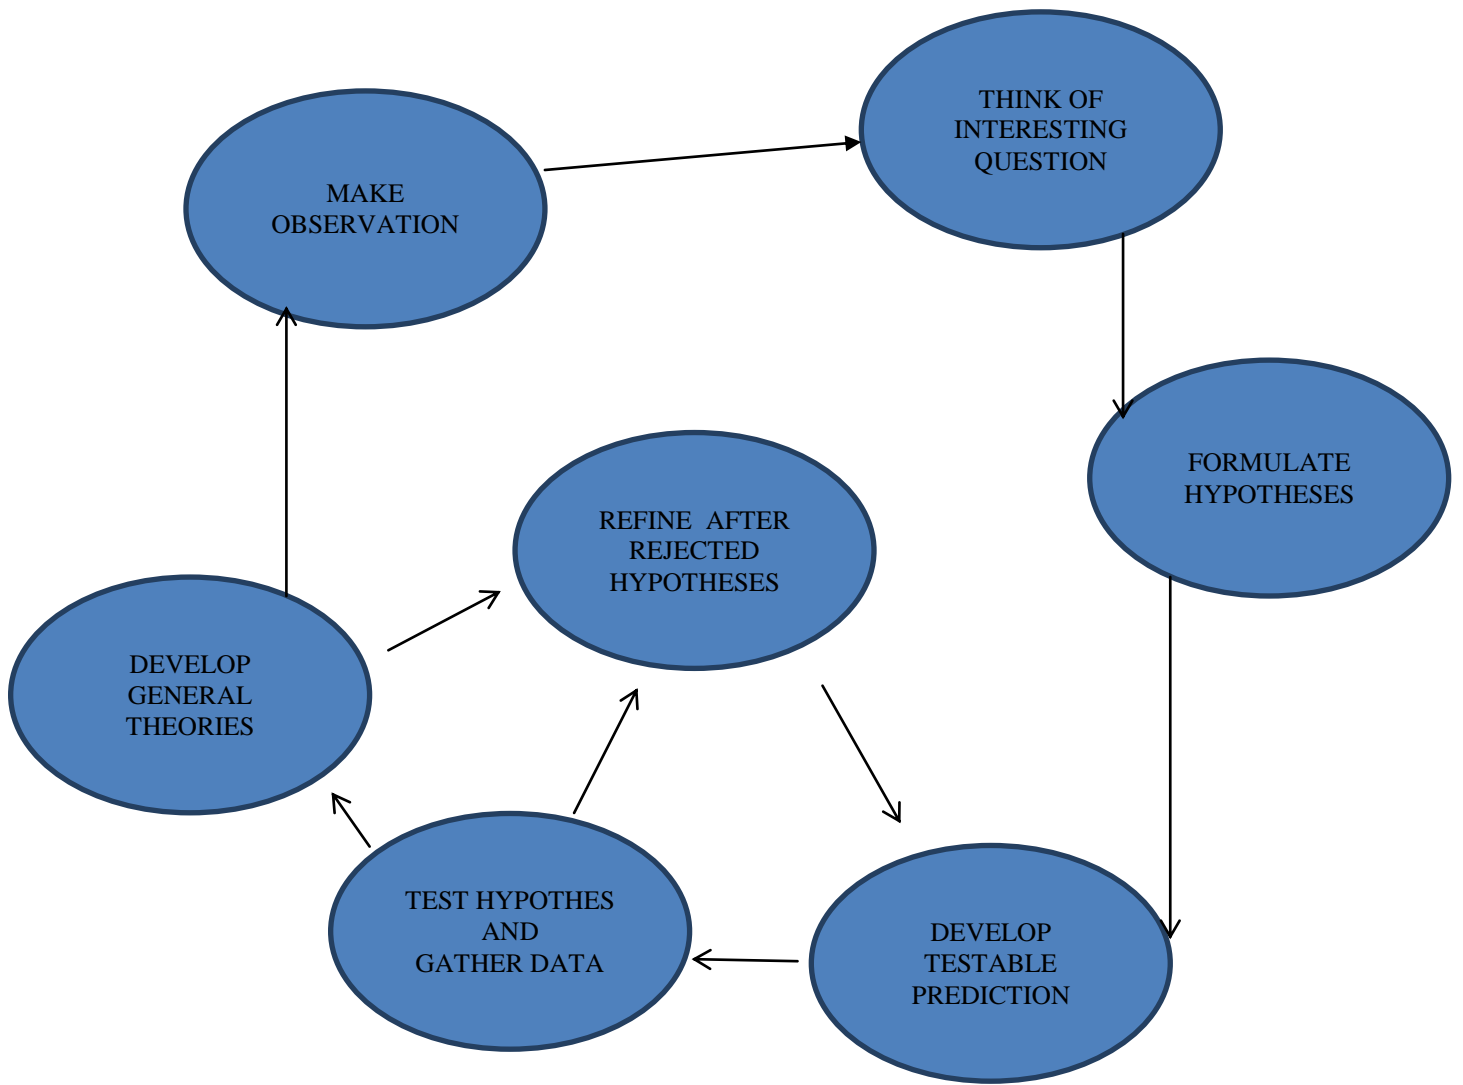 MAKE
OBSERVATION
THINK OF
INTERESTING
QUESTION
FORMULATE
HYPOTHESES
REFINE  AFTER
REJECTED
HYPOTHESES
DEVELOP
GENERAL
THEORIES
TEST HYPOTHES
AND
GATHER DATA
DEVELOP
TESTABLE
PREDICTION